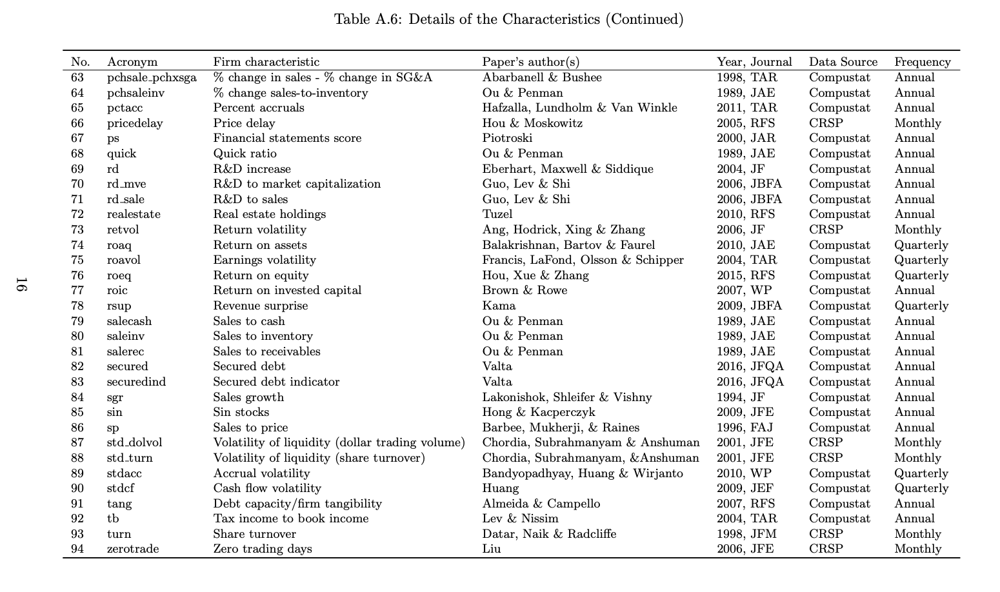 Table A.6: Details of the Characteristics (Continued)
No. Acronym Firm characteristic Paper's author(s) Year, Journal Data Source Frequency
63 pchsale_pchxsga % change in sales - % change in SG&A Abarbanell & Bushee 1998, TAR Compustat Annual
64 pchsaleinv % change sales-to-inventory Ou & Penman 1989, JAE Compustat Annual
65 pctacc Percent accruals Hafzalla, Lundholm & Van Winkle 2011, TAR Compustat Annual
66 pricedelay Price delay Hou & Moskowitz 2005, RFS CRSP Monthly
67 ps Financial statements score Piotroski 2000, JAR Compustat Annual
68 quick Quick ratio Ou & Penman 1989, JAE Compustat Annual
69 rd R&D increase Eberhart, Maxwell & Siddique 2004, JF Compustat Annual
70 rd_mve R&D to market capitalization Guo, Lev & Shi 2006, JBFA Compustat Annual
71 rd_sale R&D to sales Guo, Lev & Shi 2006, JBFA Compustat Annual
72 realestate Real estate holdings Tuzel 2010, RFS Compustat Annual
73 retvol Return volatility Ang, Hodrick, Xing & Zhang 2006, JF CRSP Monthly
74 roaq Return on assets Balakrishnan, Bartov & Faurel 2010, JAE Compustat Quarterly
75 roavol Earnings volatility Francis, LaFond, Olsson & Schipper 2004, TAR Compustat Quarterly
76 roeq Return on equity Hou, Xue & Zhang 2015, RFS Compustat Quarterly
77 roic Return on invested capital Brown & Rowe 2007, WP Compustat Annual
78 rsup Revenue surprise Kama 2009, JBFA Compustat Quarterly
79 salecash Sales to cash Ou & Penman 1989, JAE Compustat Annual
80 saleinv Sales to inventory Ou & Penman 1989, JAE Compustat Annual
81 salerec Sales to receivables Ou & Penman 1989, JAE Compustat Annual
82 secured Secured debt Valta 2016, JFQA Compustat Annual
83 securedind Secured debt indicator Valta 2016, JFQA Compustat Annual
84 sgr Sales growth Lakonishok, Shleifer & Vishny 1994, JF Compustat Annual
85 sin Sin stocks Hong & Kacperczyk 2009, JFE Compustat Annual
86 sp Sales to price Barbee, Mukherji, & Raines 1996, FAJ Compustat Annual
87 std_dolvol Volatility of liquidity (dollar trading volume) Chordia, Subrahmanyam & Anshuman 2001, JFE CRSP Monthly
88 std_turn Volatility of liquidity (share turnover) Chordia, Subrahmanyam, &Anshuman 2001, JFE CRSP Monthly
89 stdacc Accrual volatility Bandyopadhyay, Huang & Wirjanto 2010, WP Compustat Quarterly
90 stdcf Cash flow volatility Huang 2009, JEF Compustat Quarterly
91 tang Debt capacity/firm tangibility Almeida & Campello 2007, RFS Compustat Annual
92 tb Tax income to book income Lev & Nissim 2004, TAR Compustat Annual
93 turn Share turnover Datar, Naik & Radcliffe 1998, JFM CRSP Monthly
94 zerotrade Zero trading days Liu 2006, JFE CRSP Monthly
16